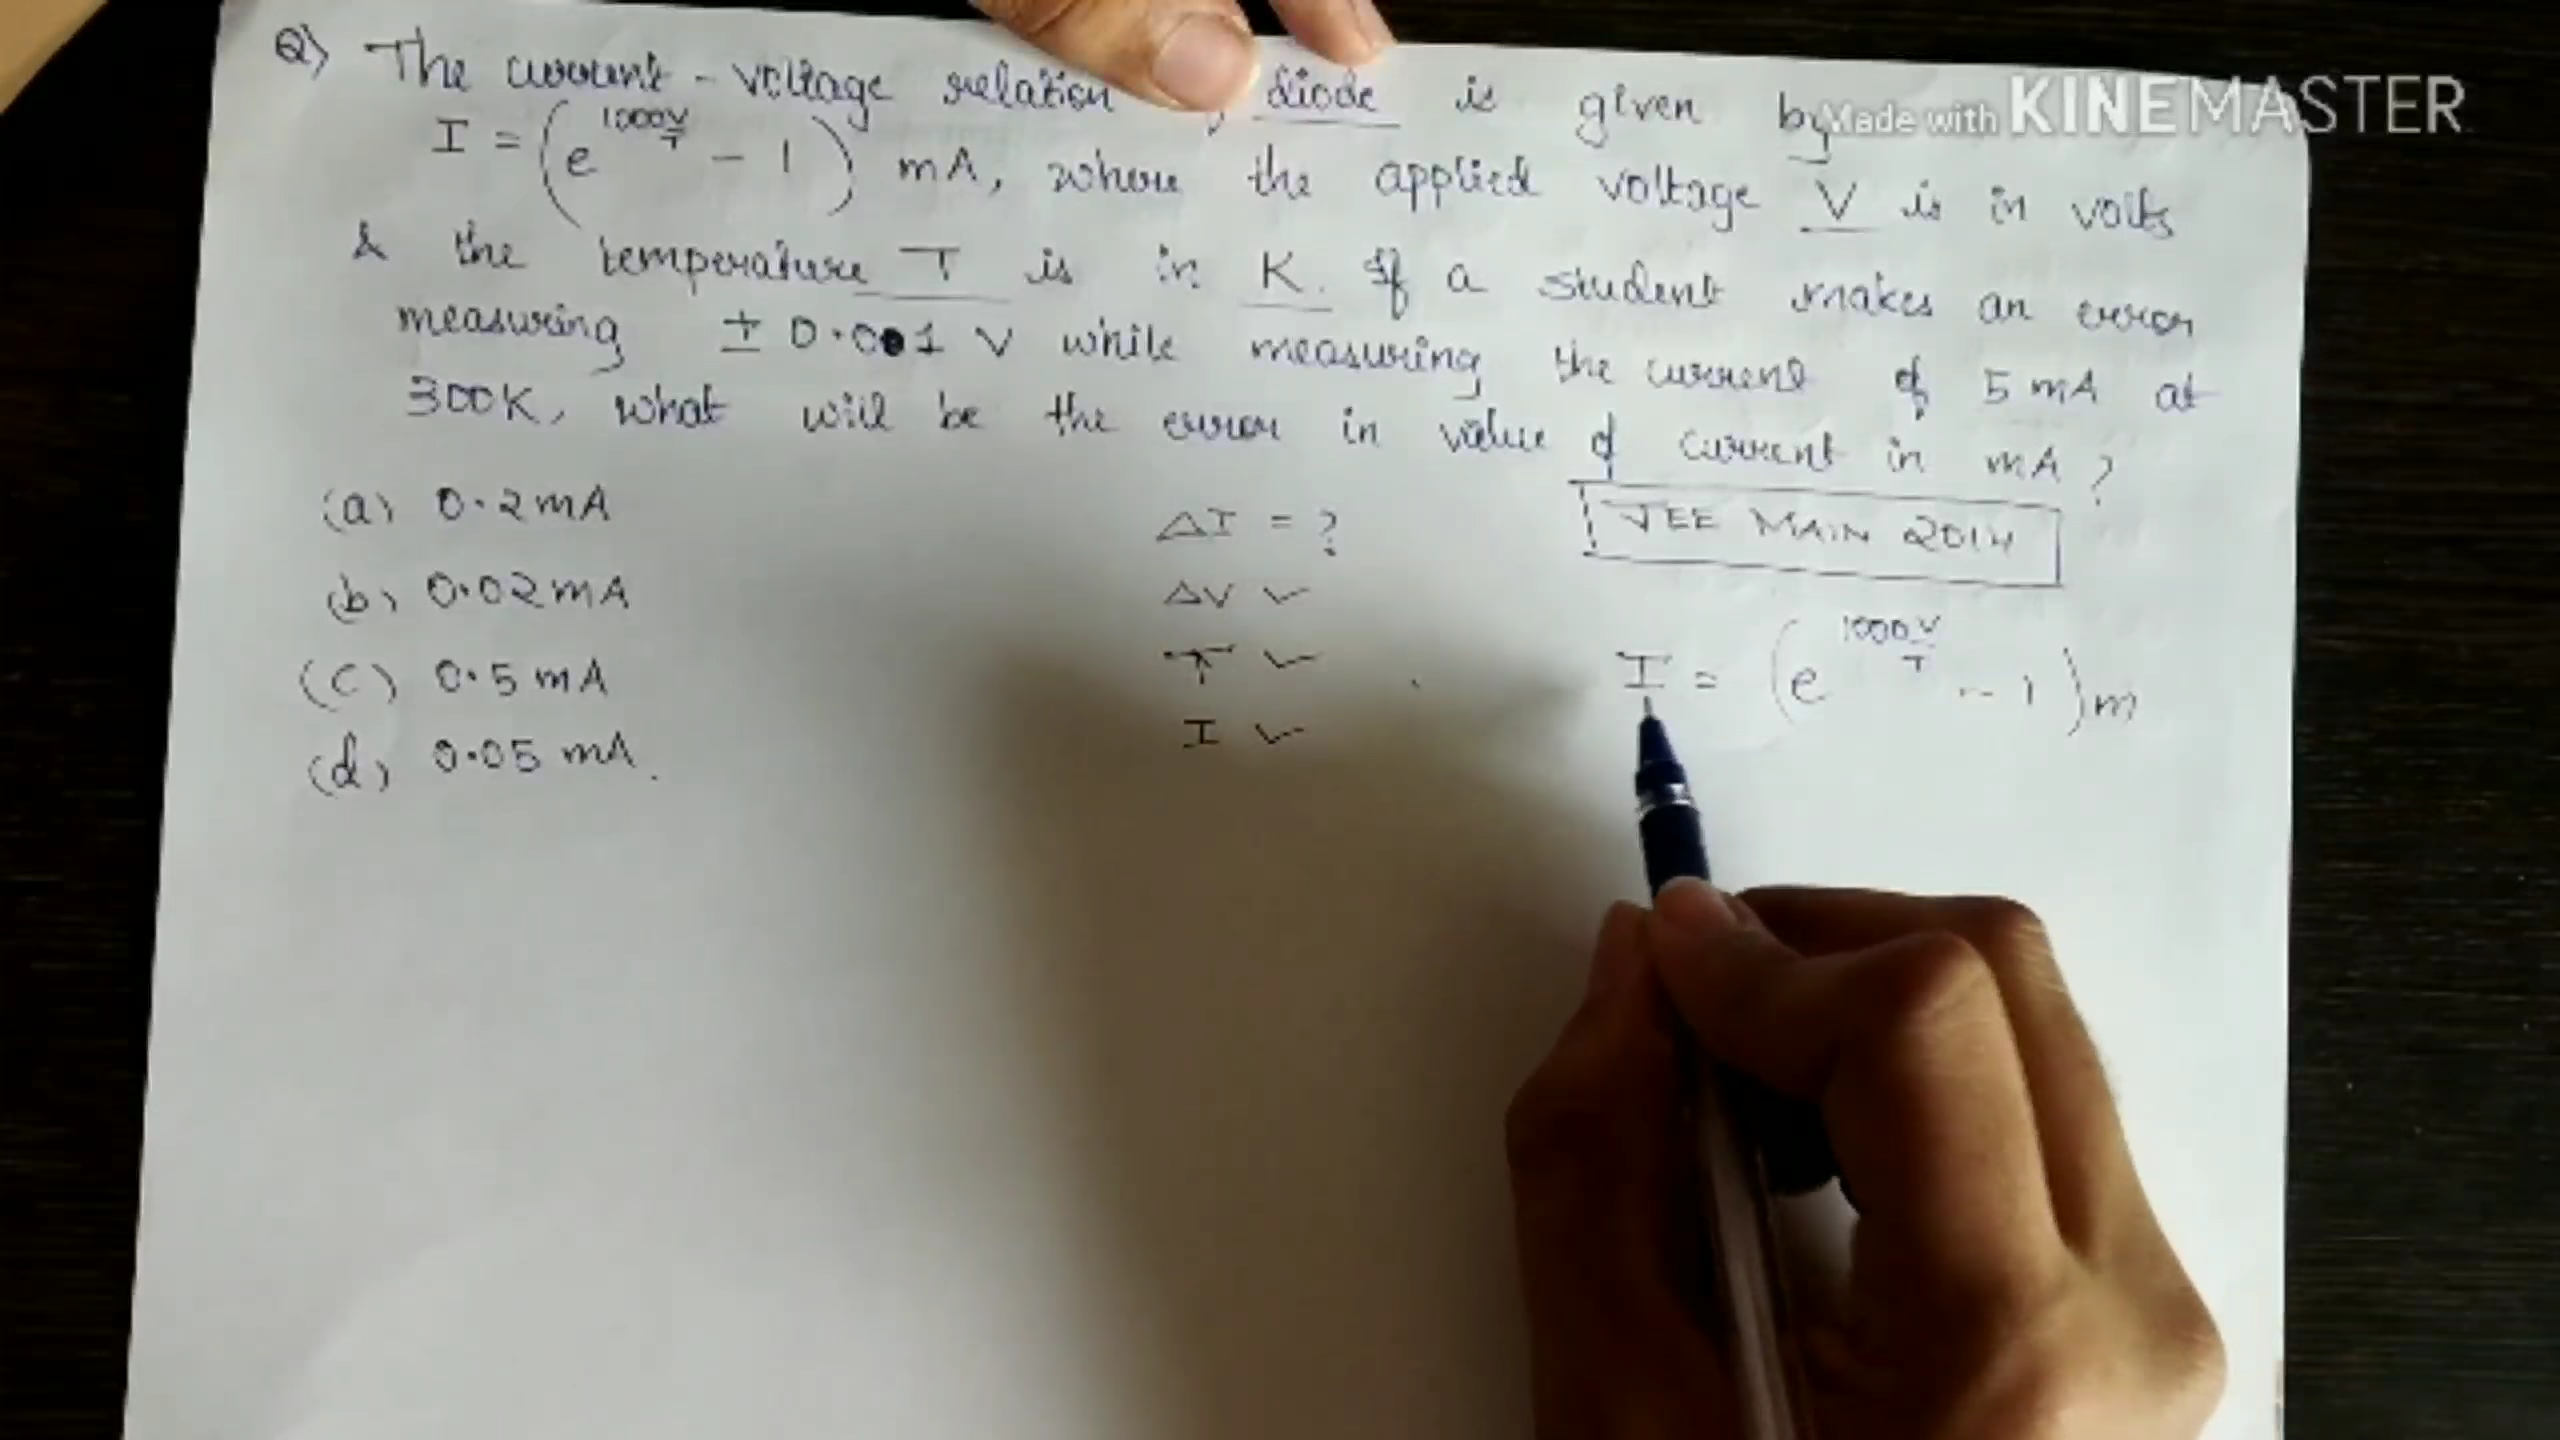 Q) The current - voltage relation diode is given by
I = (e^{1000V/T} - 1) mA, where the applied voltage V is in volts
& the temperature T is in K. If a student makes an error
measuring ± 0.001 V while measuring the current of 5 mA at
300K, what will be the error in value of current in mA ?
(a) 0.2 mA
(b) 0.02 mA
(c) 0.5 mA
(d) 0.05 mA.
ΔI = ?
ΔV ✓
T ✓
I ✓
JEE MAIN 2014
I = (e^{1000V/T} - 1) m
Made with KINEMASTER